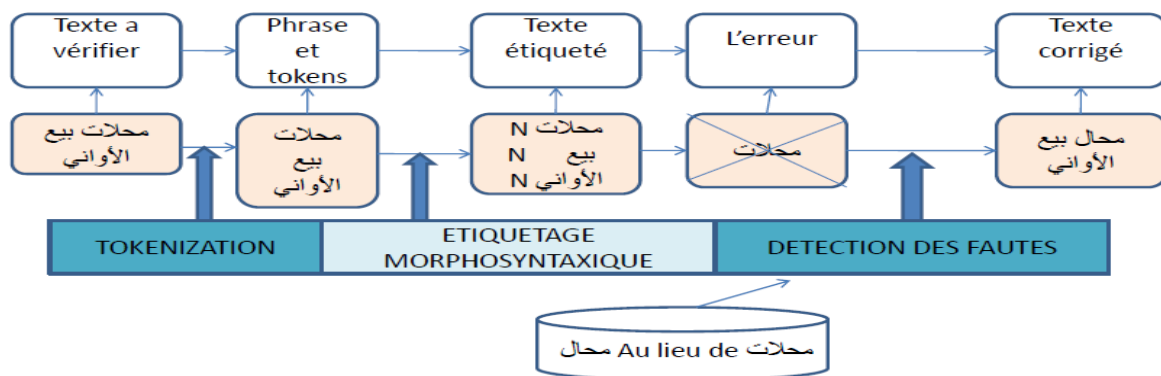 Texte a
vérifier
Phrase
et
tokens
Texte
étiqueté
L'erreur
Texte
corrigé
محلات بيع
الأواني
محلات
بيع
الأواني
محلات N
بيع N
الأواني N
محلات
محال بيع
الأواني
TOKENIZATION
ETIQUETAGE
MORPHOSYNTAXIQUE
DETECTION DES FAUTES
محال Au lieu de محلات